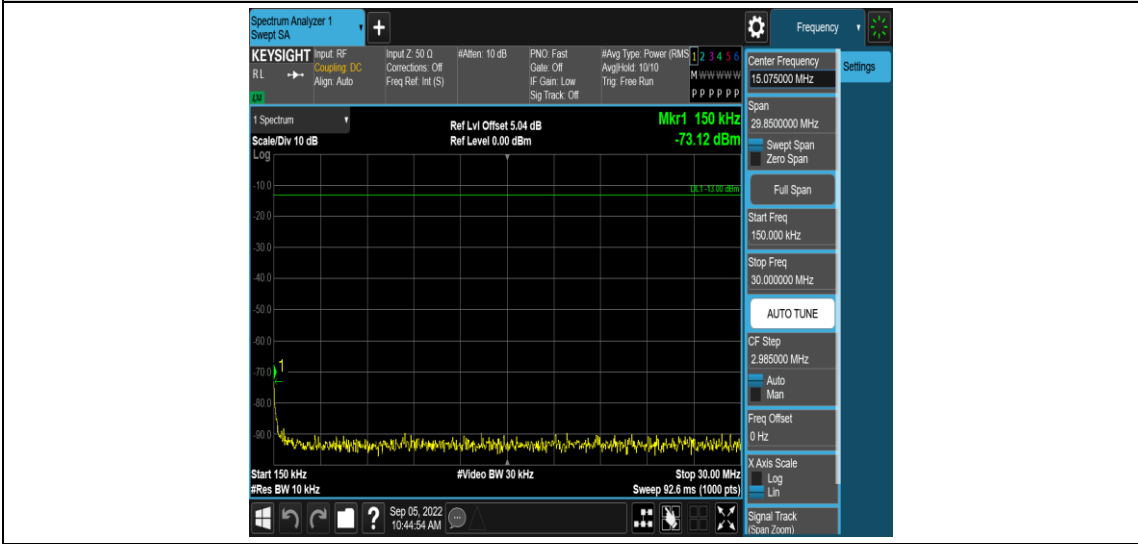 Spectrum Analyzer 1
Swept SA
+
Frequency
KEYSIGHT
RL
LXI
Input: RF
Coupling: DC
Align: Auto
Input Z: 50 Ω
Corrections: Off
Freq Ref: Int (S)
#Atten: 10 dB
PNO: Fast
Gate: Off
IF Gain: Low
Sig Track: Off
#Avg Type: Power (RMS
Avg|Hold: 10/10
Trig: Free Run
1 2 3 4 5 6
M W W W W W
P P P P P P
1 Spectrum
Scale/Div 10 dB
Log
Ref Lvl Offset 5.04 dB
Ref Level 0.00 dBm
Mkr1 150 kHz
-73.12 dBm
DL1 -13.00 dBm
-10.0
-20.0
-30.0
-40.0
-50.0
-60.0
-70.0
-80.0
-90.0
1
Start 150 kHz
#Res BW 10 kHz
#Video BW 30 kHz
Stop 30.00 MHz
Sweep 92.6 ms (1000 pts)
?
Sep 05, 2022
10:44:54 AM
Center Frequency
15.075000 MHz
Span
29.8500000 MHz
Swept Span
Zero Span
Full Span
Start Freq
150.000 kHz
Stop Freq
30.000000 MHz
AUTO TUNE
CF Step
2.985000 MHz
Auto
Man
Freq Offset
0 Hz
X Axis Scale
Log
Lin
Signal Track
(Span Zoom)
Settings